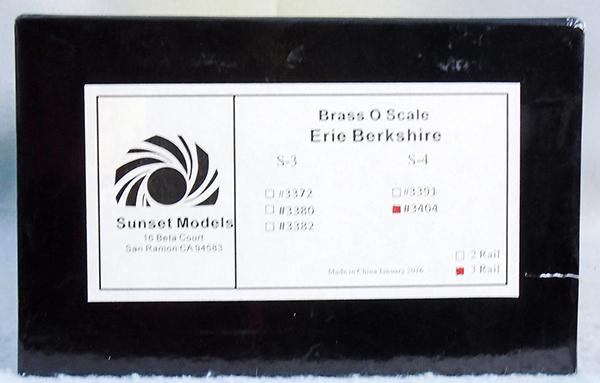 Brass O Scale
Erie Berkshire
S-3 S-4
#3372 #3391
#3380 #3404
#3382
Sunset Models
16 Beta Court
San Ramon CA 94583
2 Rail
3 Rail
Made in China January 2016